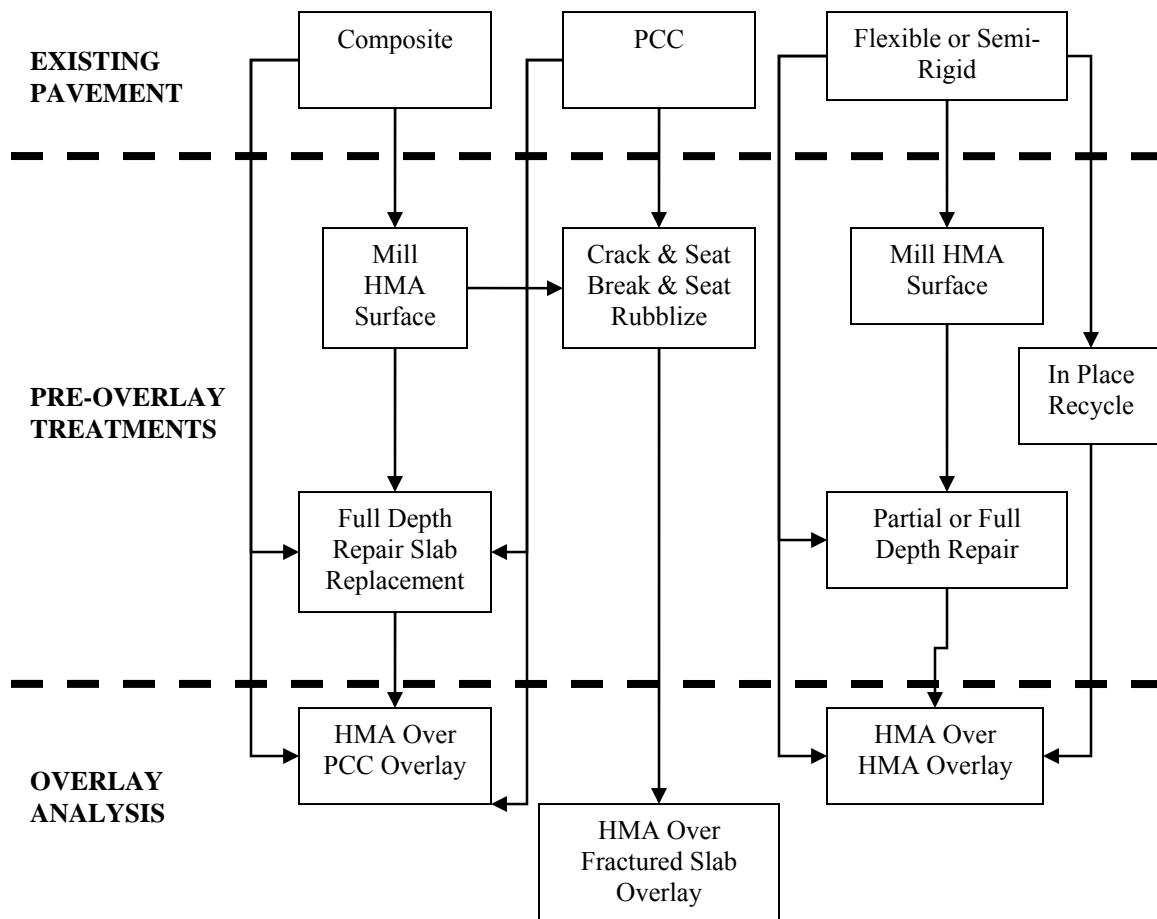 EXISTING
PAVEMENT
Composite
PCC
Flexible or Semi-
Rigid
PRE-OVERLAY
TREATMENTS
Mill
HMA
Surface
Crack & Seat
Break & Seat
Rubblize
Mill HMA
Surface
In Place
Recycle
Full Depth
Repair Slab
Replacement
Partial or Full
Depth Repair
OVERLAY
ANALYSIS
HMA Over
PCC Overlay
HMA Over
Fractured Slab
Overlay
HMA Over
HMA Overlay